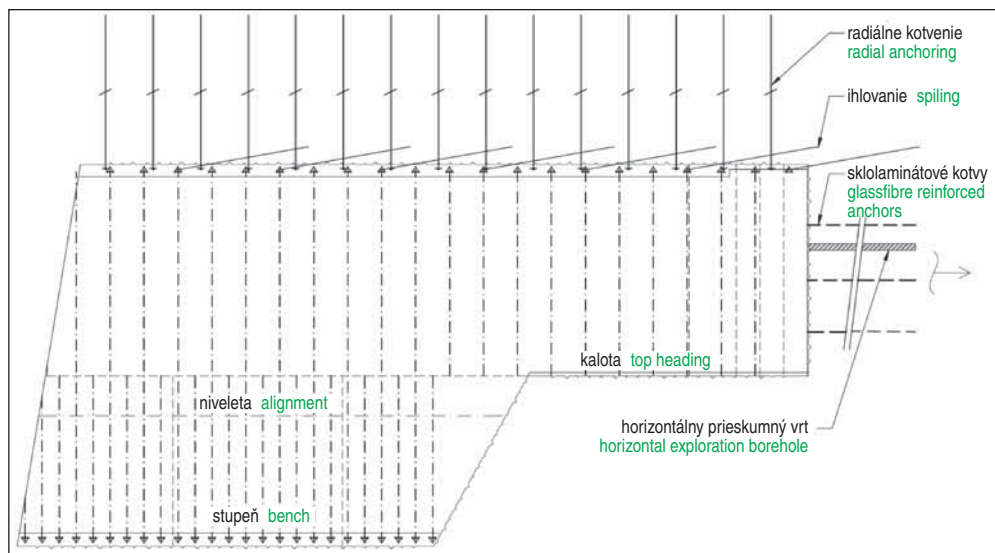 radiálne kotvenie
radial anchoring
ihlovanie spiling
sklolaminátové kotvy
glassfibre reinforced
anchors
kalota top heading
niveleta alignment
horizontálny prieskumný vrt
horizontal exploration borehole
stupeň bench